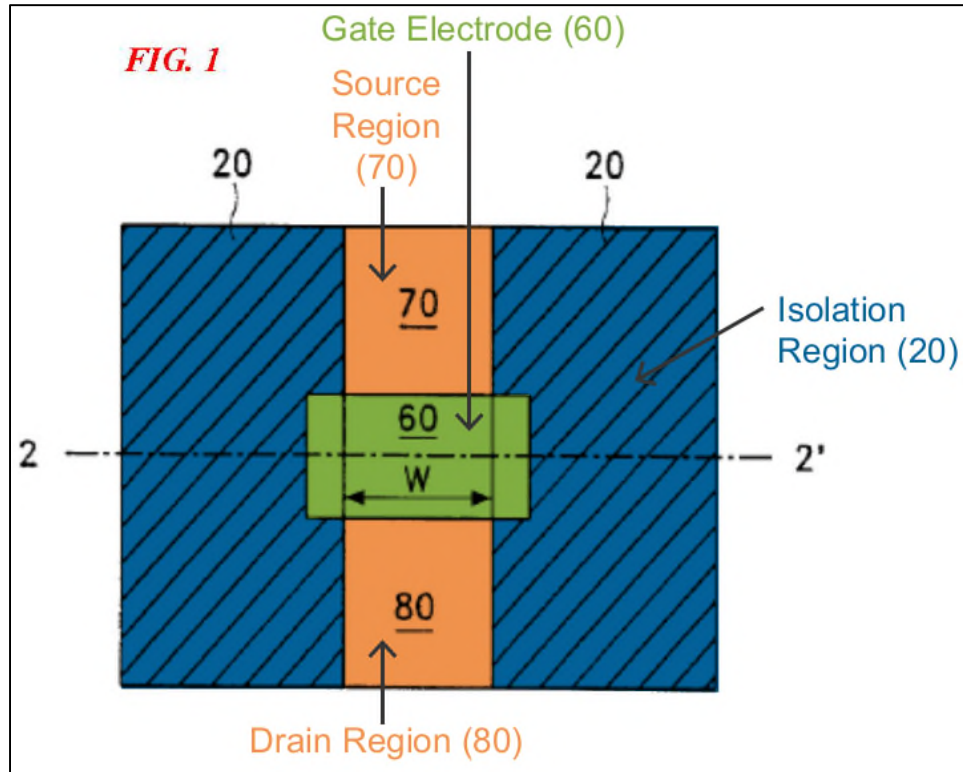 Gate Electrode (60)
FIG. 1
Source
Region
(70)
20
20
70
Isolation
Region (20)
60
2
2'
W
80
Drain Region (80)